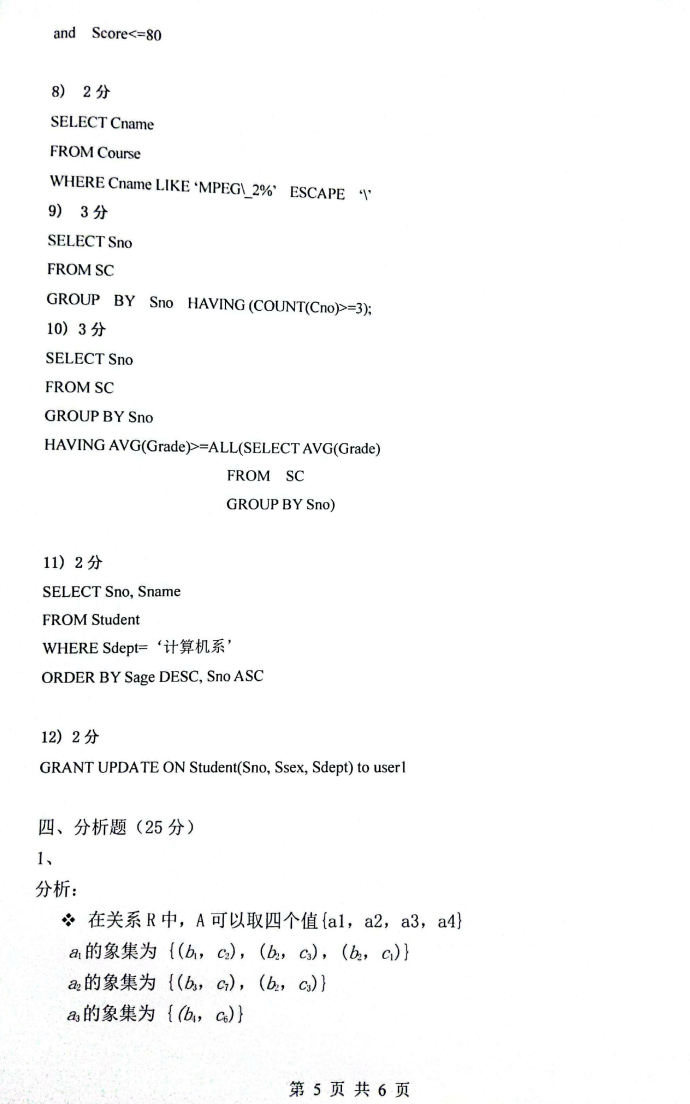 and Score<=80
8) 2 分
SELECT Cname
FROM Course
WHERE Cname LIKE ‘MPEG\_2%’ ESCAPE ‘\’
9) 3 分
SELECT Sno
FROM SC
GROUP BY Sno HAVING (COUNT(Cno)>=3);
10) 3 分
SELECT Sno
FROM SC
GROUP BY Sno
HAVING AVG(Grade)>=ALL(SELECT AVG(Grade)
FROM SC
GROUP BY Sno)
11) 2 分
SELECT Sno, Sname
FROM Student
WHERE Sdept= ‘计算机系’
ORDER BY Sage DESC, Sno ASC
12) 2 分
GRANT UPDATE ON Student(Sno, Ssex, Sdept) to user1
四、分析题（25 分）
1、
分析：
❖ 在关系 R 中，A 可以取四个值{a1，a2，a3，a4}
a₁的象集为 {(b₁，c₂)，(b₂，c₃)，(b₂，c₁)}
a₂的象集为 {(b₃，c₇)，(b₂，c₃)}
a₃的象集为 {(b₄，c₆)}
第 5 页 共 6 页